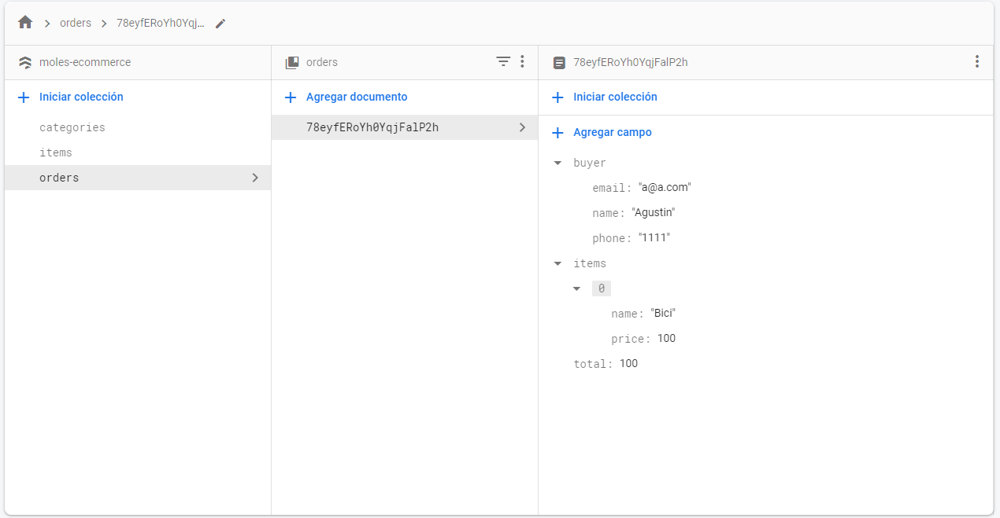 orders 78eyfERoYh0Yqj...
moles-ecommerce
Iniciar colección
categories
items
orders
orders
Agregar documento
78eyfERoYh0YqjFalP2h
78eyfERoYh0YqjFalP2h
Iniciar colección
Agregar campo
buyer
email: "a@a.com"
name: "Agustin"
phone: "1111"
items
0
name: "Bici"
price: 100
total: 100